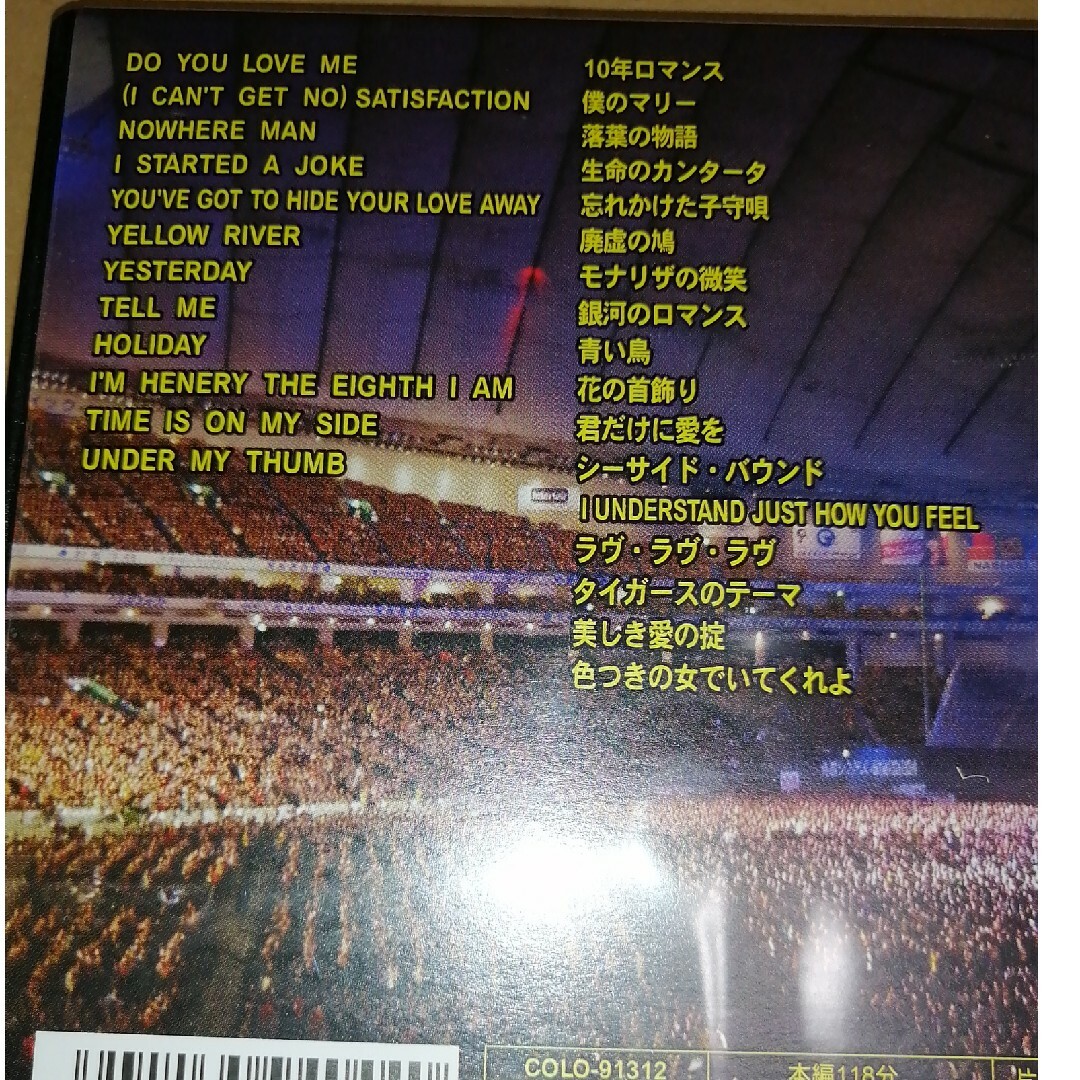 DO YOU LOVE ME
(I CAN'T GET NO) SATISFACTION
NOWHERE MAN
I STARTED A JOKE
YOU'VE GOT TO HIDE YOUR LOVE AWAY
YELLOW RIVER
YESTERDAY
TELL ME
HOLIDAY
I'M HENERY THE EIGHTH I AM
TIME IS ON MY SIDE
UNDER MY THUMB
10年ロマンス
僕のマリー
落葉の物語
生命のカンタータ
忘れかけた子守唄
廃虚の鳩
モナリザの微笑
銀河のロマンス
青い鳥
花の首飾り
君だけに愛を
シーサイド・バウンド
I UNDERSTAND JUST HOW YOU FEEL
ラヴ・ラヴ・ラヴ
タイガースのテーマ
美しき愛の掟
色つきの女でいてくれよ
COLO-91312
本編118分
片